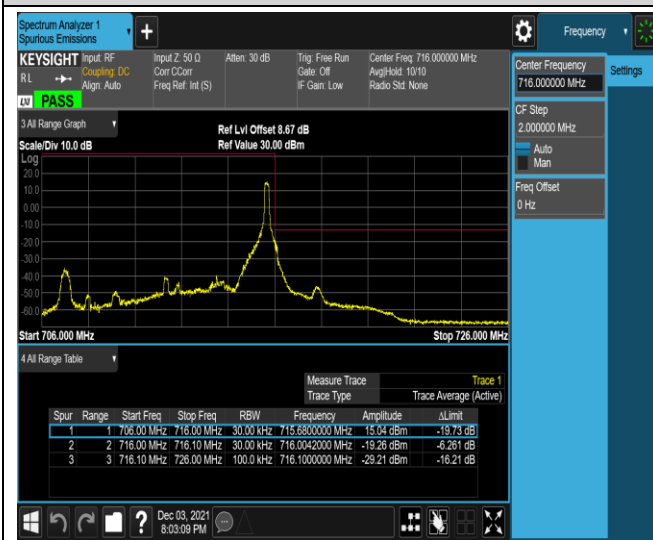 Spectrum Analyzer 1
Spurious Emissions
Frequency
KEYSIGHT Input: RF Input Z: 50 Ω Atten: 30 dB Trig: Free Run Center Freq: 716.000000 MHz
RL Coupling: DC Corr CCorr Gate: Off Avg|Hold: 10/10
Align: Auto Freq Ref: Int (S) IF Gain: Low Radio Std: None
LXI PASS
3 All Range Graph
Ref Lvl Offset 8.67 dB
Scale/Div 10.0 dB Ref Value 30.00 dBm
Log
20.0
10.0
0.00
-10.0
-20.0
-30.0
-40.0
-50.0
-60.0
Start 706.000 MHz Stop 726.000 MHz
4 All Range Table
Measure Trace Trace 1
Trace Type Trace Average (Active)
Spur Range Start Freq Stop Freq RBW Frequency Amplitude ΔLimit
1 1 706.00 MHz 716.00 MHz 30.00 kHz 715.6800000 MHz 15.04 dBm -19.73 dB
2 2 716.00 MHz 716.10 MHz 30.00 kHz 716.0042000 MHz -19.26 dBm -6.261 dB
3 3 716.10 MHz 726.00 MHz 100.0 kHz 716.1000000 MHz -29.21 dBm -16.21 dB
Dec 03, 2021
8:03:09 PM
Center Frequency
716.000000 MHz
Settings
CF Step
2.000000 MHz
Auto
Man
Freq Offset
0 Hz